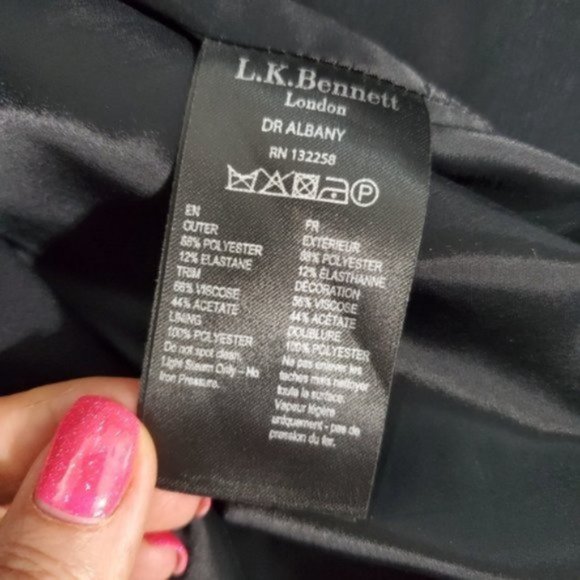 L.K.Bennett
London
DR ALBANY
RN 132258
P
EN
OUTER
88% POLYESTER
12% ELASTANE
TRIM
56% VISCOSE
44% ACETATE
LINING
100% POLYESTER
Do not spot clean.
Light Steam Only - No
Iron Pressure.
FR
EXTERIEUR
88% POLYESTER
12% ELASTHANNE
DECORATION
56% VISCOSE
44% ACÉTATE
DOUBLURE
100% POLYESTER
Ne pas enlever les
taches mais nettoyer
toute la surface.
Vapeur légère
uniquement - pas de
pression du fer.